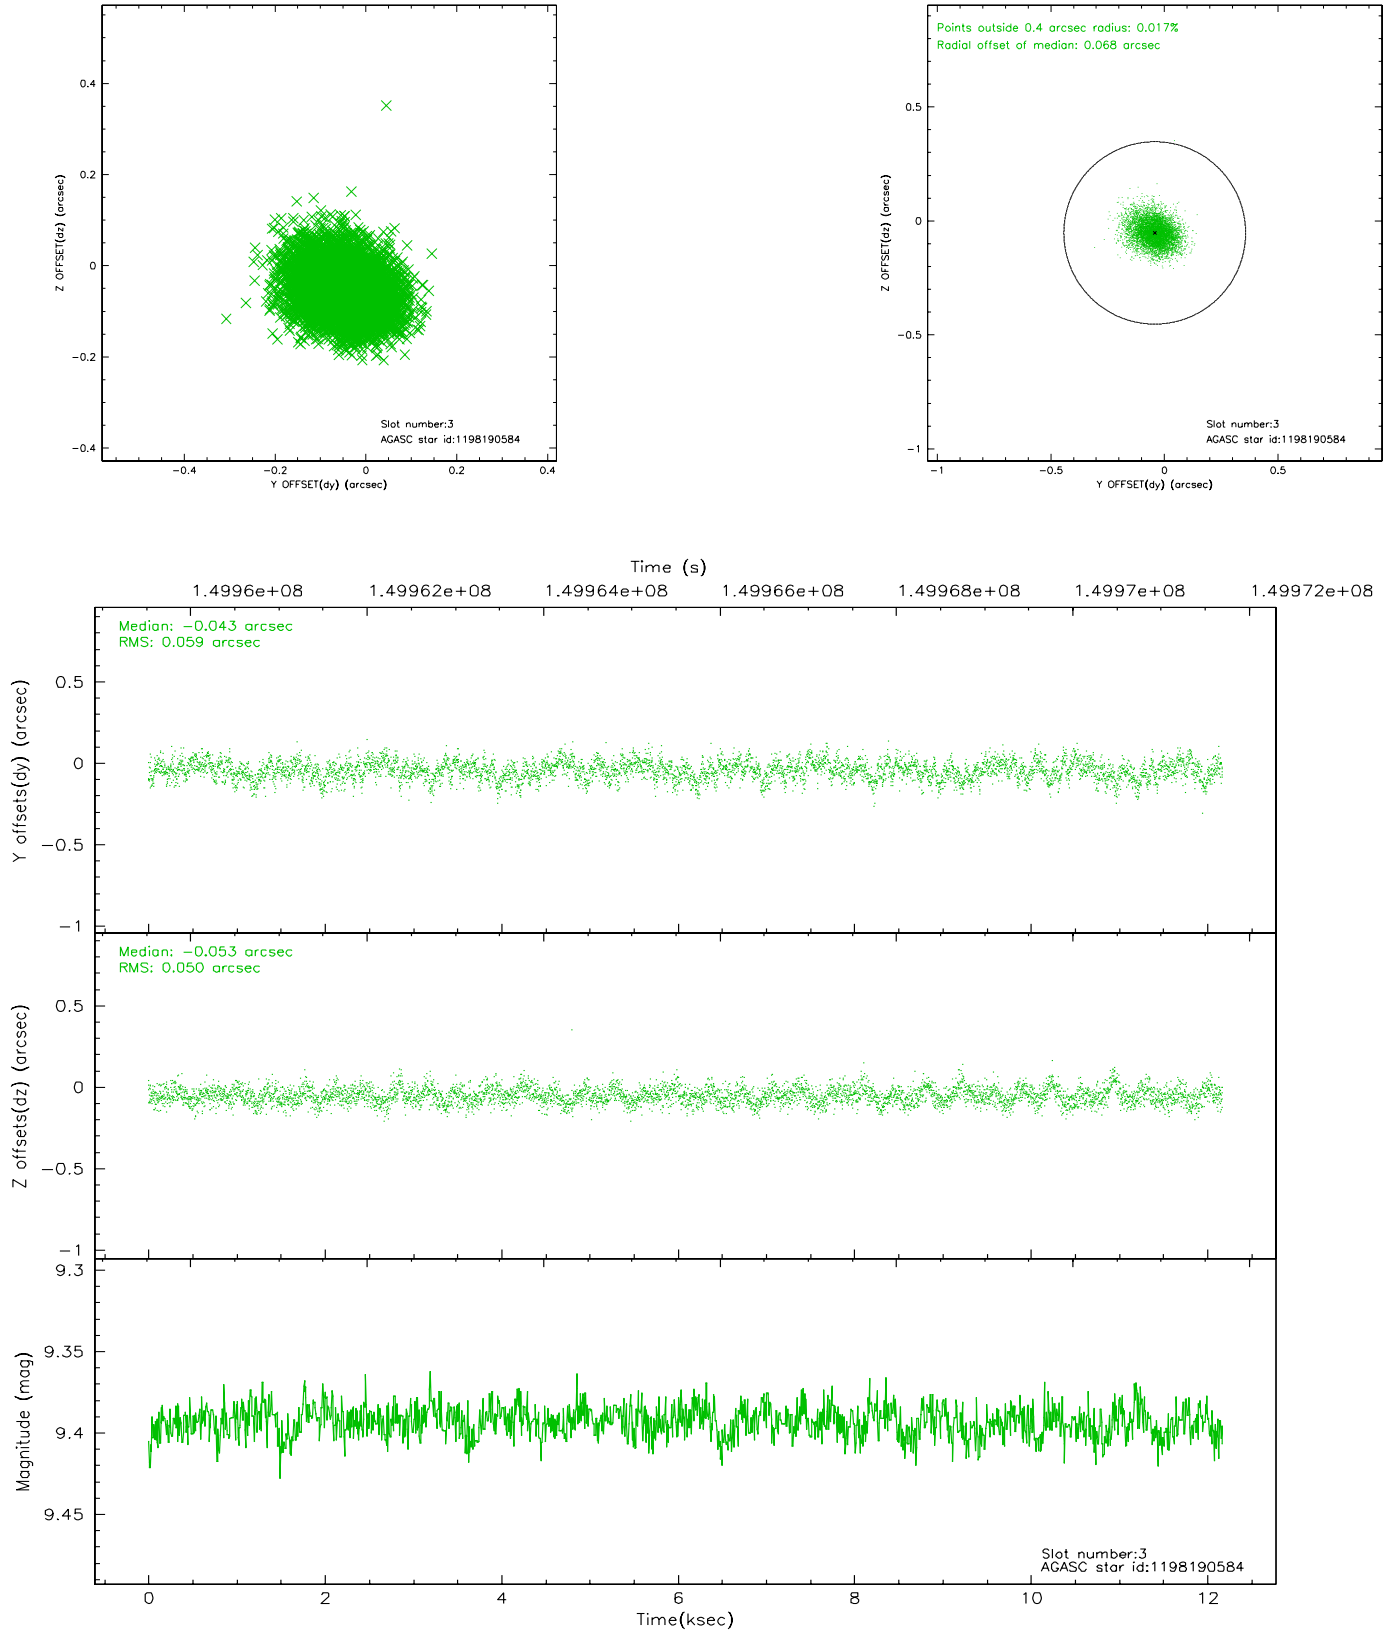 0.4
0.2
0
−0.2
−0.4
Z OFFSET(dz) (arcsec)
−0.4 −0.2 0 0.2 0.4
Y OFFSET(dy) (arcsec)
Slot number:3
AGASC star id:1198190584
Points outside 0.4 arcsec radius: 0.017%
Radial offset of median: 0.068 arcsec
0.5
0
−0.5
−1
Z OFFSET(dz) (arcsec)
−1 −0.5 0 0.5
Y OFFSET(dy) (arcsec)
Slot number:3
AGASC star id:1198190584
Time (s)
1.4996e+08 1.49962e+08 1.49964e+08 1.49966e+08 1.49968e+08 1.4997e+08 1.49972e+08
Median: −0.043 arcsec
RMS: 0.059 arcsec
0.5
0
−0.5
−1
Y offsets(dy) (arcsec)
Median: −0.053 arcsec
RMS: 0.050 arcsec
0.5
0
−0.5
−1
Z offsets(dz) (arcsec)
9.3
9.35
9.4
9.45
Magnitude (mag)
Slot number:3
AGASC star id:1198190584
0 2 4 6 8 10 12
Time(ksec)